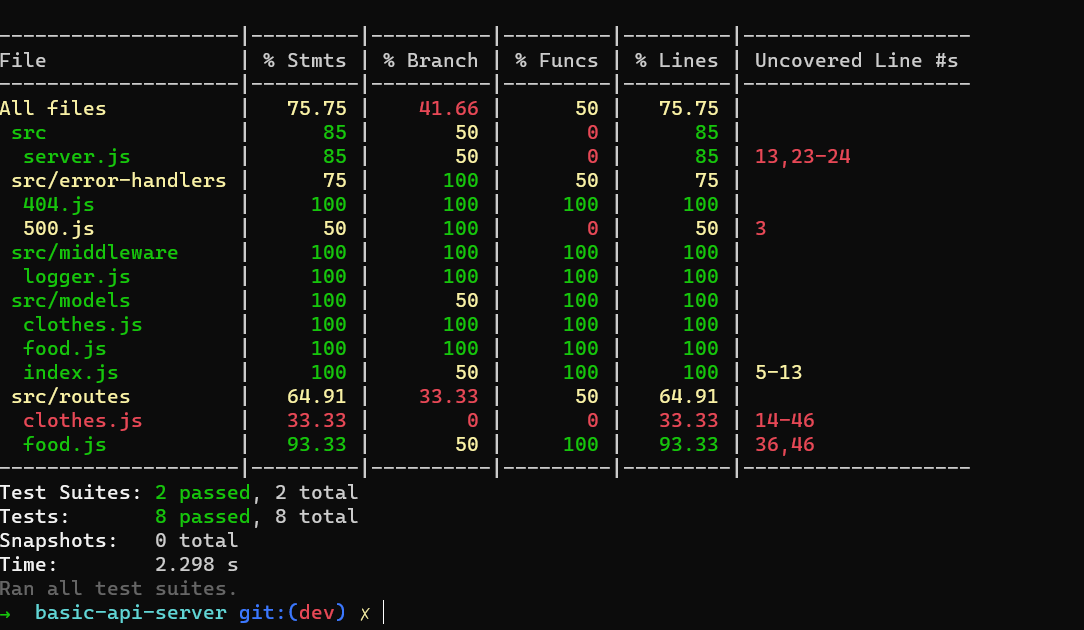 -------------------|---------|----------|---------|---------|-------------------
File               | % Stmts | % Branch | % Funcs | % Lines | Uncovered Line #s
-------------------|---------|----------|---------|---------|-------------------
All files          |   75.75 |    41.66 |      50 |   75.75 |
 src               |      85 |       50 |       0 |      85 |
  server.js        |      85 |       50 |       0 |      85 | 13,23-24
 src/error-handlers |      75 |      100 |      50 |      75 |
  404.js           |     100 |      100 |     100 |     100 |
  500.js           |      50 |      100 |       0 |      50 | 3
 src/middleware    |     100 |      100 |     100 |     100 |
  logger.js        |     100 |      100 |     100 |     100 |
 src/models        |     100 |       50 |     100 |     100 |
  clothes.js       |     100 |      100 |     100 |     100 |
  food.js          |     100 |      100 |     100 |     100 |
  index.js         |     100 |       50 |     100 |     100 | 5-13
 src/routes        |   64.91 |    33.33 |      50 |   64.91 |
  clothes.js       |   33.33 |        0 |       0 |   33.33 | 14-46
  food.js          |   93.33 |       50 |     100 |   93.33 | 36,46
-------------------|---------|----------|---------|---------|-------------------
Test Suites: 2 passed, 2 total
Tests:       8 passed, 8 total
Snapshots:   0 total
Time:        2.298 s
Ran all test suites.
→  basic-api-server git:(dev) ✗